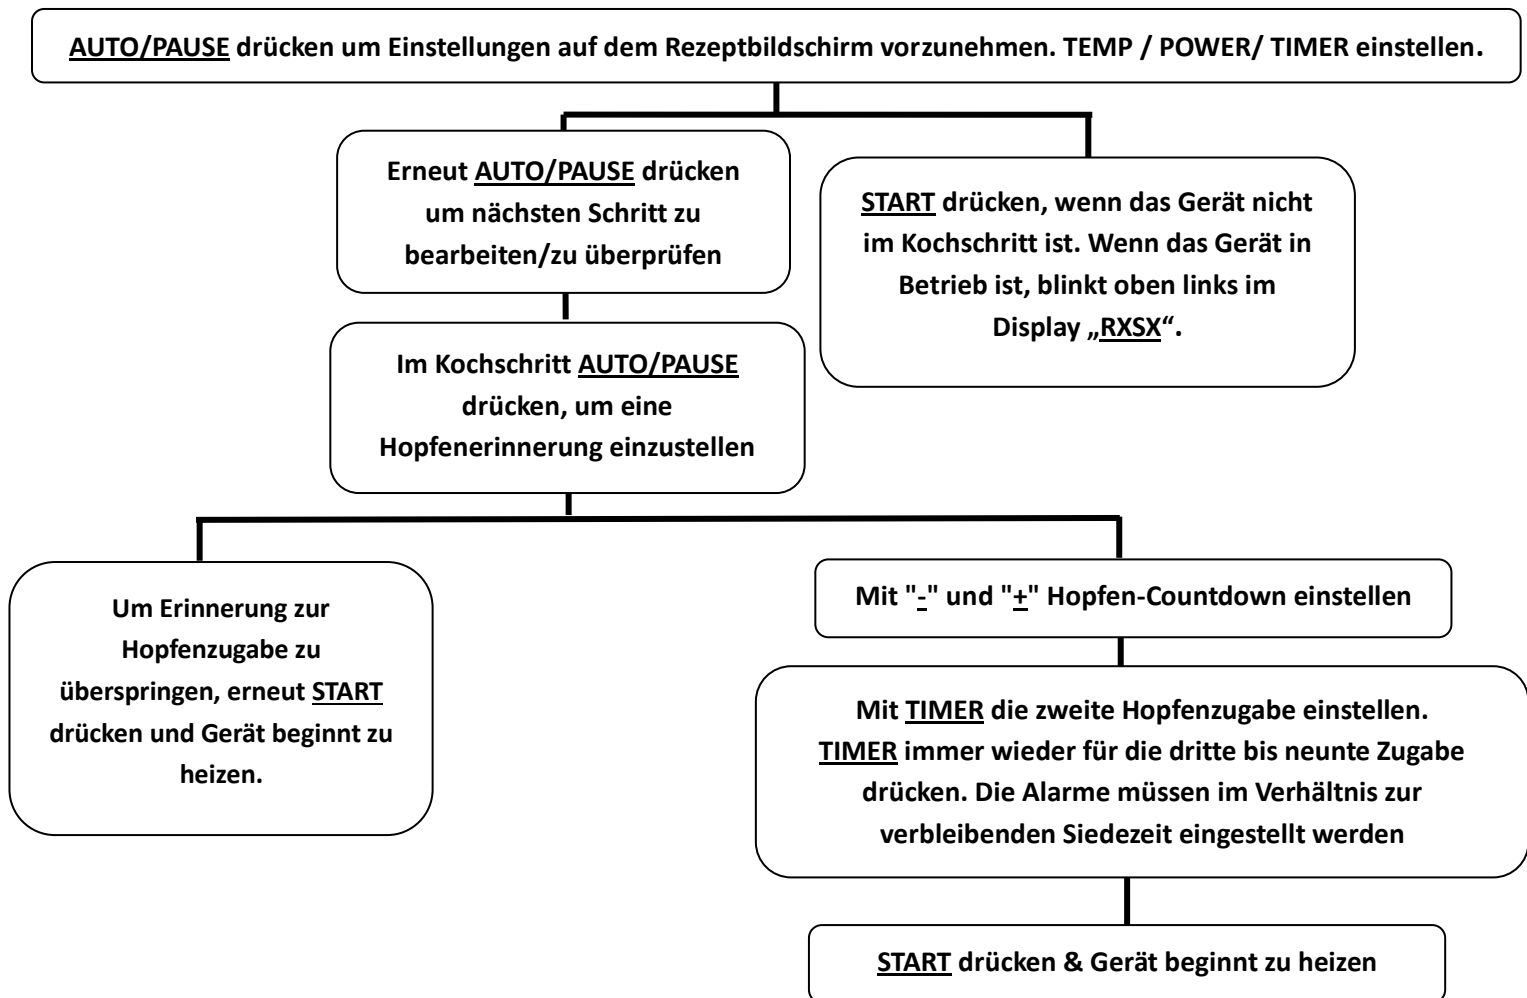 AUTO/PAUSE drücken um Einstellungen auf dem Rezeptbildschirm vorzunehmen. TEMP / POWER/ TIMER einstellen.
Erneut AUTO/PAUSE drücken
um nächsten Schritt zu
bearbeiten/zu überprüfen
START drücken, wenn das Gerät nicht
im Kochschritt ist. Wenn das Gerät in
Betrieb ist, blinkt oben links im
Display „RXSX“.
Im Kochschritt AUTO/PAUSE
drücken, um eine
Hopfenerinnerung einzustellen
Um Erinnerung zur
Hopfenzugabe zu
überspringen, erneut START
drücken und Gerät beginnt zu
heizen.
Mit "-" und "+" Hopfen-Countdown einstellen
Mit TIMER die zweite Hopfenzugabe einstellen.
TIMER immer wieder für die dritte bis neunte Zugabe
drücken. Die Alarme müssen im Verhältnis zur
verbleibenden Siedezeit eingestellt werden
START drücken & Gerät beginnt zu heizen